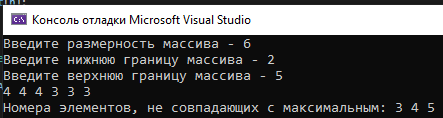 Консоль отладки Microsoft Visual Studio
Введите размерность массива - 6
Введите нижнюю границу массива - 2
Введите верхнюю границу массива - 5
4 4 4 3 3 3
Номера элементов, не совпадающих с максимальным: 3 4 5